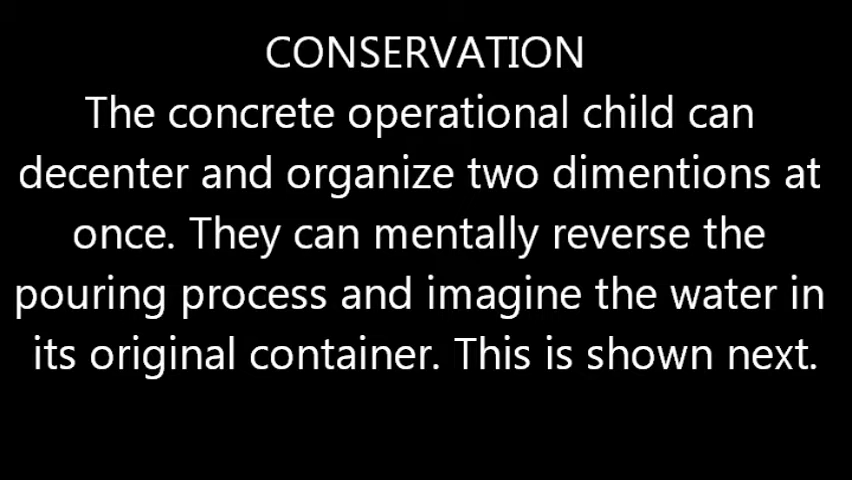 CONSERVATION
The concrete operational child can
decenter and organize two dimentions at
once. They can mentally reverse the
pouring process and imagine the water in
its original container. This is shown next.